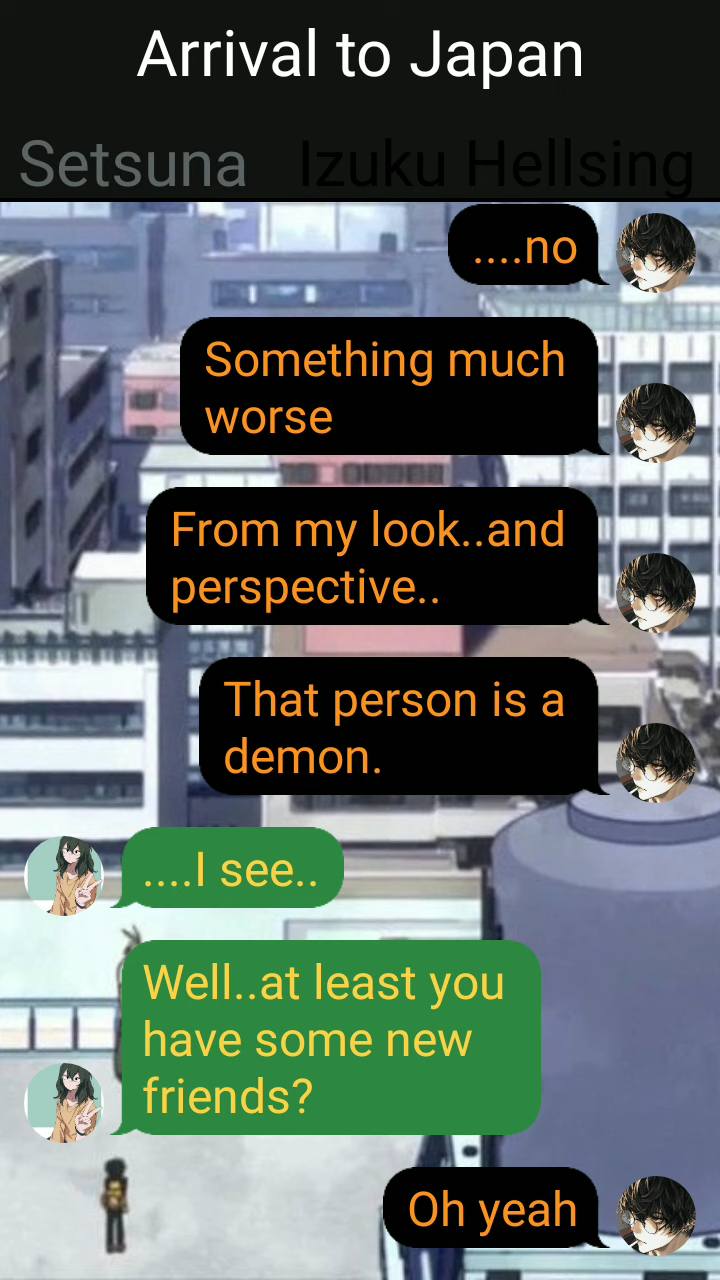 Arrival to Japan
Setsuna Izuku Hellsing
....no
Something much
worse
From my look..and
perspective..
That person is a
demon.
....I see..
Well..at least you
have some new
friends?
Oh yeah